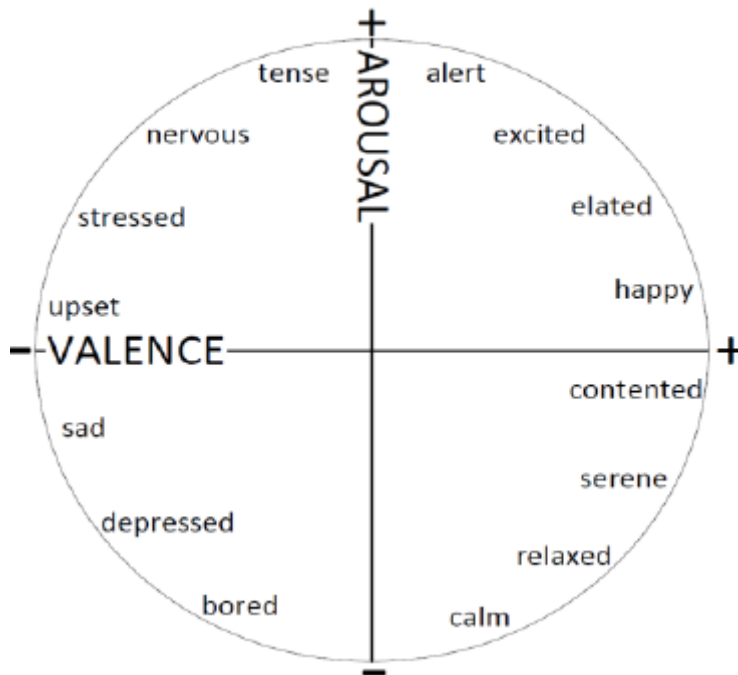 +
AROUSAL
tense
alert
nervous
excited
stressed
elated
upset
happy
- VALENCE +
contented
sad
serene
depressed
relaxed
bored
calm
-